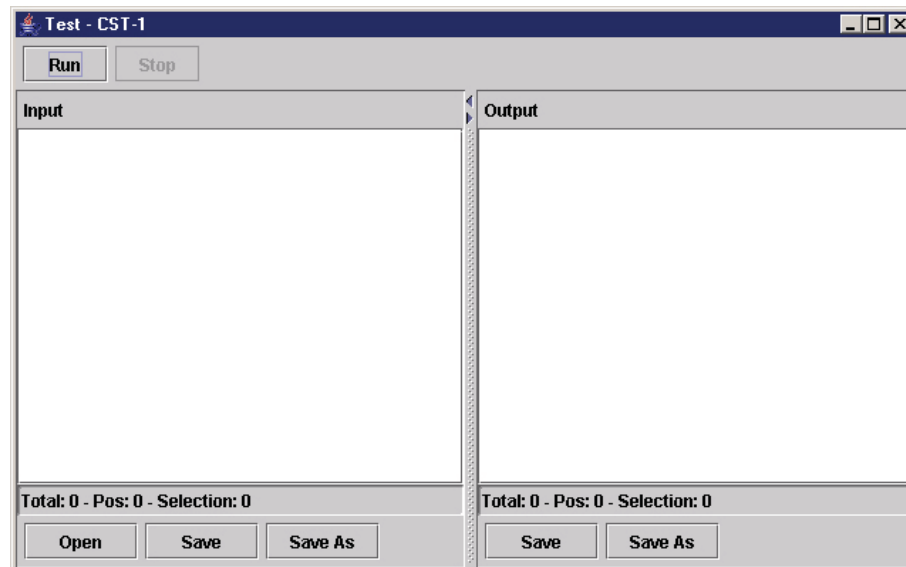 Test - CST-1
Run Stop
Input
Output
Total: 0 - Pos: 0 - Selection: 0
Total: 0 - Pos: 0 - Selection: 0
Open Save Save As
Save Save As